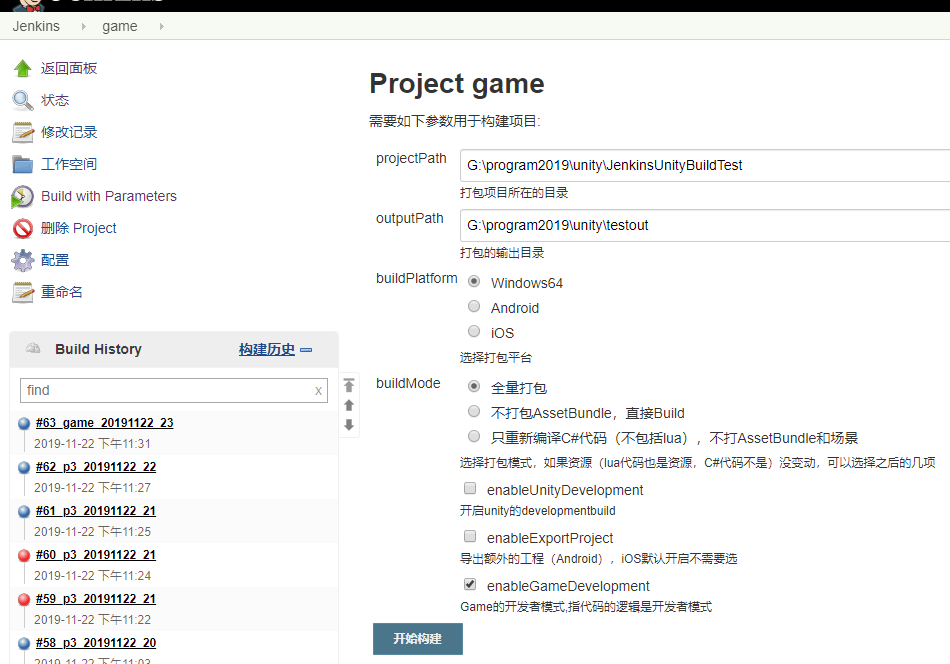 Jenkins
game
返回面板
状态
修改记录
工作空间
Build with Parameters
删除 Project
配置
重命名
Build History
构建历史
find
x
#63_game_20191122_23
2019-11-22 下午11:31
#62_p3_20191122_22
2019-11-22 下午11:27
#61_p3_20191122_21
2019-11-22 下午11:25
#60_p3_20191122_21
2019-11-22 下午11:24
#59_p3_20191122_21
2019-11-22 下午11:22
#58_p3_20191122_20
2019-11-22 下午11:03
Project game
需要如下参数用于构建项目:
projectPath
G:\program2019\unity\JenkinsUnityBuildTest
打包项目所在的目录
outputPath
G:\program2019\unity\testout
打包的输出目录
buildPlatform
Windows64
Android
iOS
选择打包平台
buildMode
全量打包
不打包AssetBundle，直接Build
只重新编译C#代码（不包括lua），不打AssetBundle和场景
选择打包模式，如果资源（lua代码也是资源，C#代码不是）没变动，可以选择之后的几项
enableUnityDevelopment
开启unity的developmentbuild
enableExportProject
导出额外的工程（Android），iOS默认开启不需要选
enableGameDevelopment
Game的开发者模式,指代码的逻辑是开发者模式
开始构建